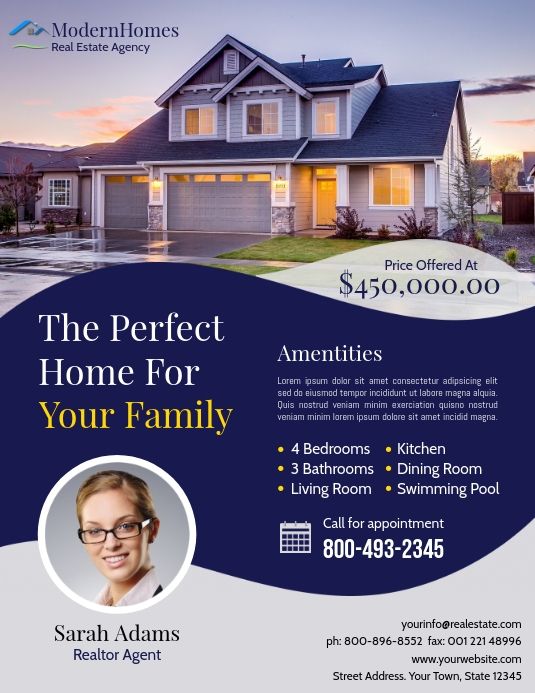 ModernHomes
Real Estate Agency
Price Offered At
$450,000.00
The Perfect
Home For
Your Family
Amentities
Lorem ipsum dolor sit amet consectetur adipisicing elit
sed do eiusmod tempor incididunt ut labore magna aliqua.
Quis nostrud veniam minim exerciation quisno nostrud
veniam minim lorem ipsum dolore sit amet incidid magna.
• 4 Bedrooms • Kitchen
• 3 Bathrooms • Dining Room
• Living Room • Swimming Pool
Call for appointment
800-493-2345
Sarah Adams
Realtor Agent
yourinfo@realestate.com
ph: 800-896-8552 fax: 001 221 48996
www.yourwebsite.com
Street Address. Your Town, State 12345